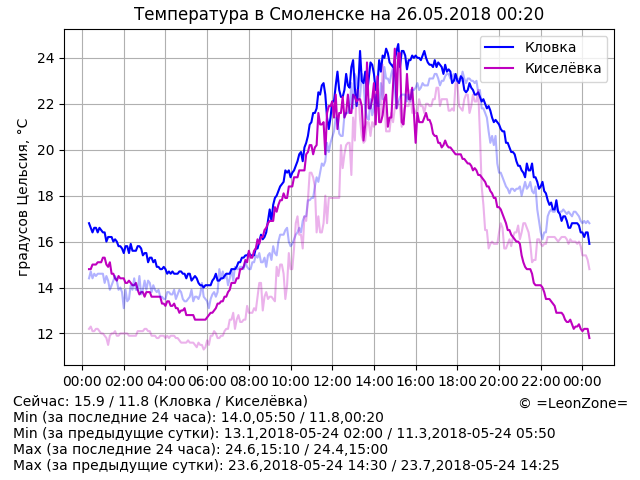 Температура в Смоленске на 26.05.2018 00:20
градусов Цельсия, °C
24
22
20
18
16
14
12
Кловка
Киселёвка
00:00 02:00 04:00 06:00 08:00 10:00 12:00 14:00 16:00 18:00 20:00 22:00 00:00
Сейчас: 15.9 / 11.8 (Кловка / Киселёвка)
© =LeonZone=
Min (за последние 24 часа): 14.0,05:50 / 11.8,00:20
Min (за предыдущие сутки): 13.1,2018-05-24 02:00 / 11.3,2018-05-24 05:50
Max (за последние 24 часа): 24.6,15:10 / 24.4,15:00
Max (за предыдущие сутки): 23.6,2018-05-24 14:30 / 23.7,2018-05-24 14:25